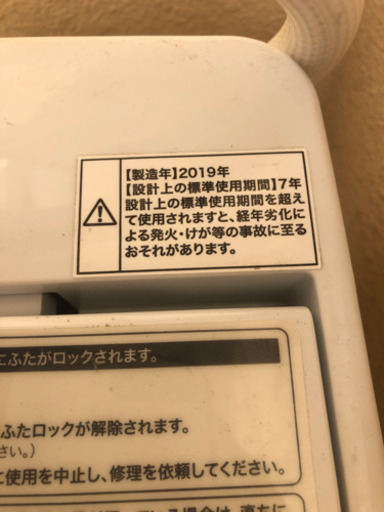 【製造年】2019年
【設計上の標準使用期間】7年
設計上の標準使用期間を超え
て使用されますと、経年劣化に
よる発火・けが等の事故に至る
おそれがあります。
にふたがロックされます。
ふたロックが解除されます。
さい。)
に使用を中止し、修理を依頼してください。